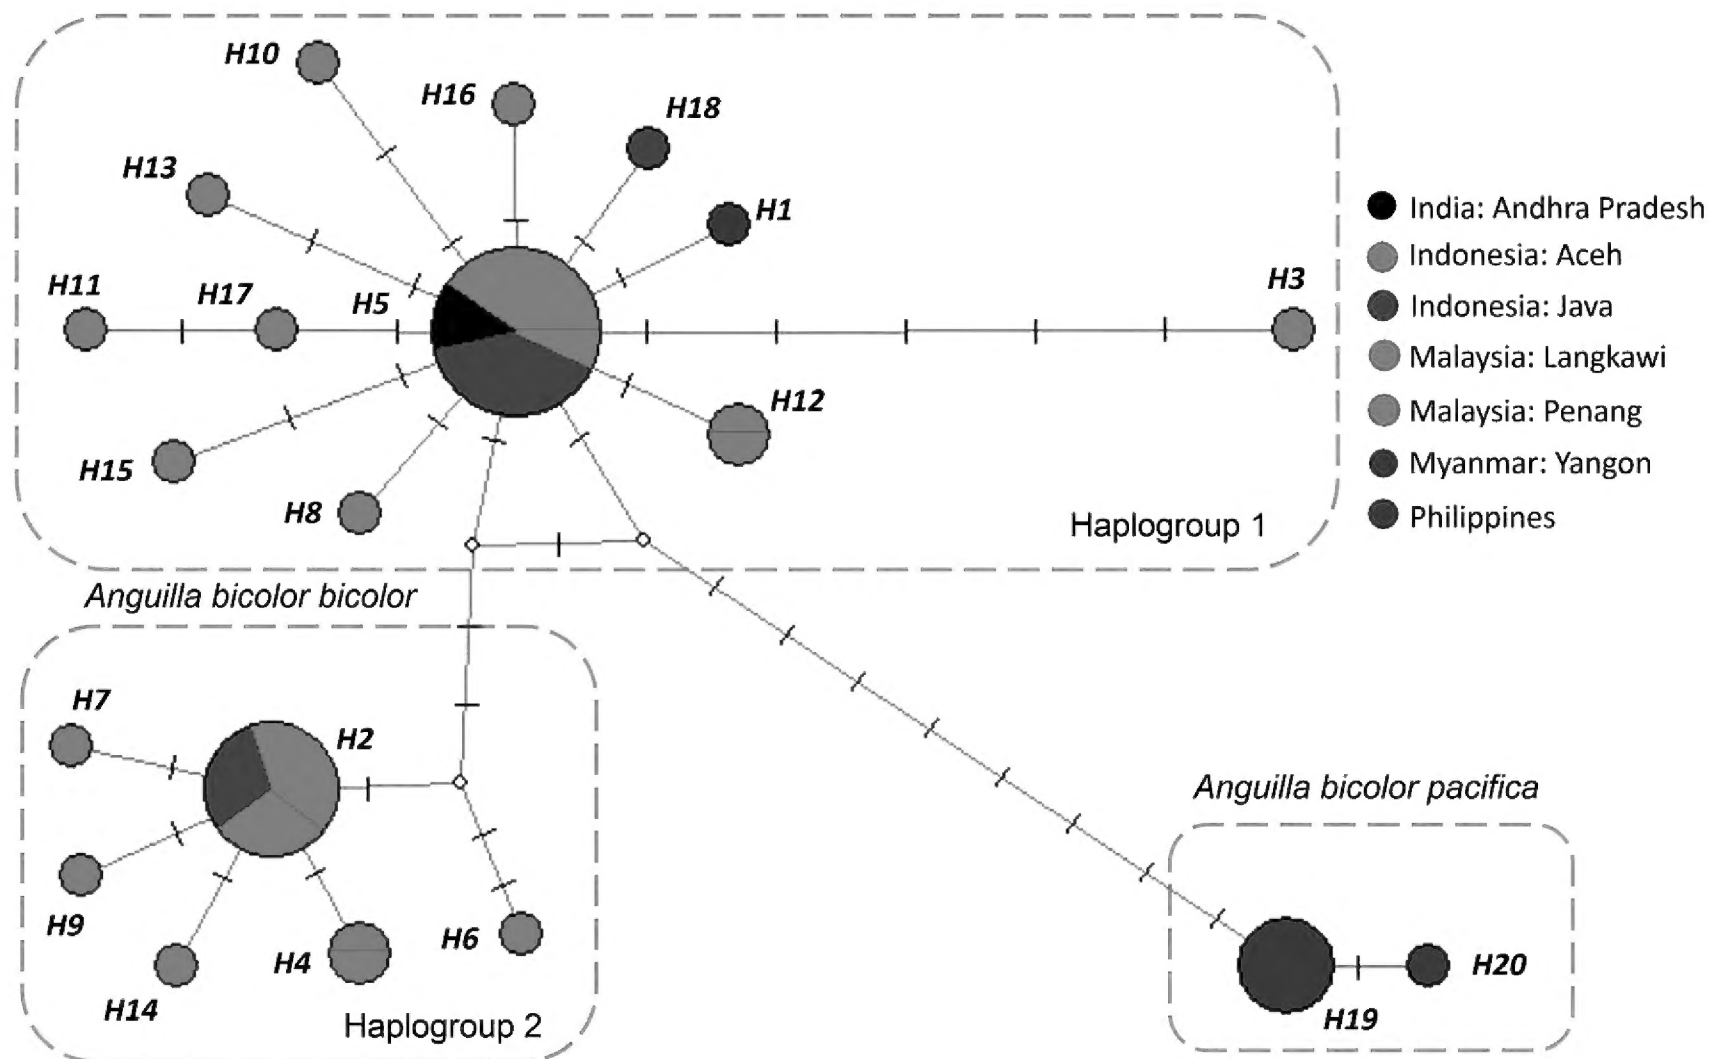 H10
H16
H18
H13
H1
India: Andhra Pradesh
Indonesia: Aceh
H11
H17
H5
H3
Indonesia: Java
Malaysia: Langkawi
H12
Malaysia: Penang
H15
H8
Myanmar: Yangon
Haplogroup 1
Philippines
Anguilla bicolor bicolor
H7
H2
Anguilla bicolor pacifica
H9
H6
H4
H14
Haplogroup 2
H20
H19